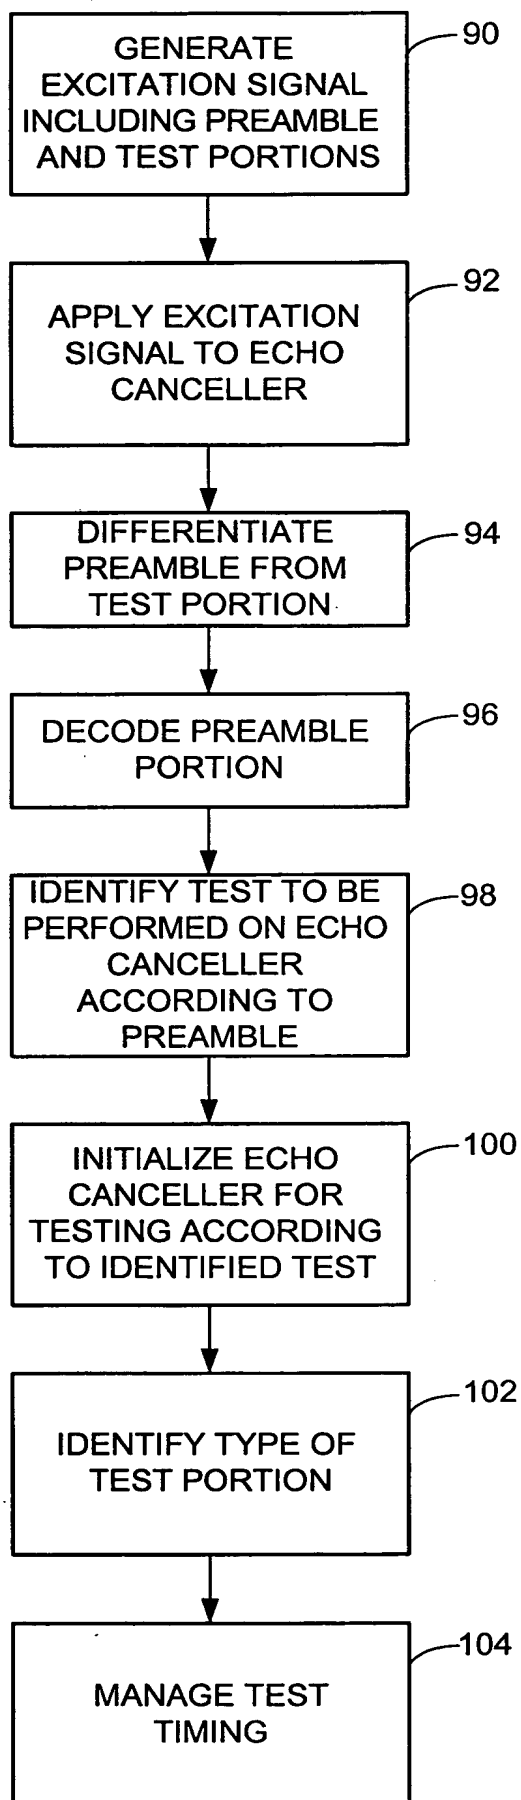 90
GENERATE
EXCITATION SIGNAL
INCLUDING PREAMBLE
AND TEST PORTIONS
92
APPLY EXCITATION
SIGNAL TO ECHO
CANCELLER
94
DIFFERENTIATE
PREAMBLE FROM
TEST PORTION
96
DECODE PREAMBLE
PORTION
98
IDENTIFY TEST TO BE
PERFORMED ON ECHO
CANCELLER
ACCORDING TO
PREAMBLE
100
INITIALIZE ECHO
CANCELLER FOR
TESTING ACCORDING
TO IDENTIFIED TEST
102
IDENTIFY TYPE OF
TEST PORTION
104
MANAGE TEST
TIMING